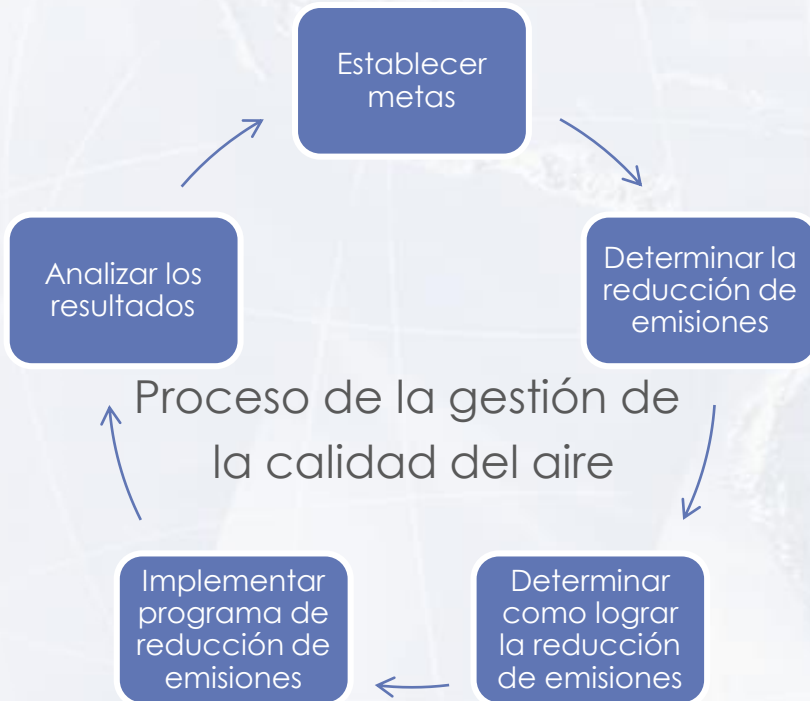 Establecer
metas
Determinar la
reducción de
emisiones
Determinar
como lograr
la reducción
de emisiones
Implementar
programa de
reducción de
emisiones
Analizar los
resultados
Proceso de la gestión de
la calidad del aire